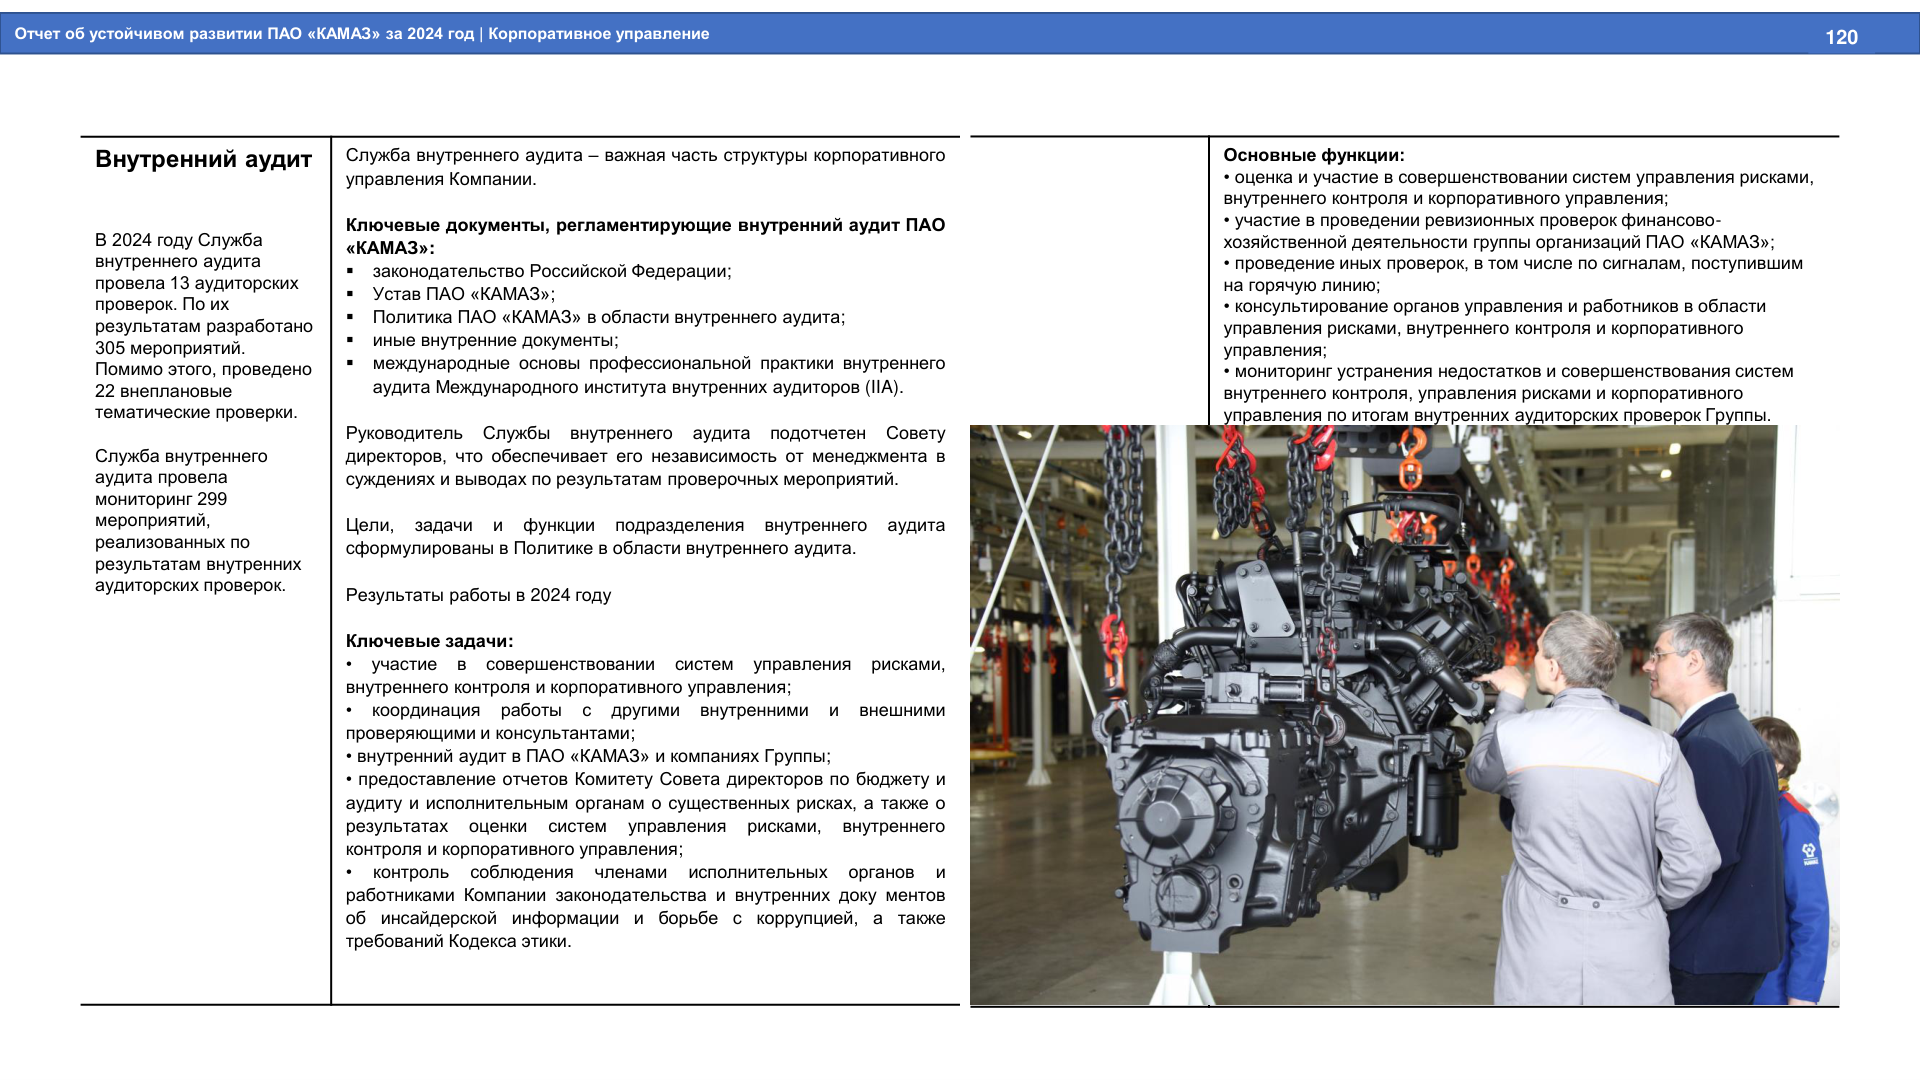 Отчет об устойчивом развитии ПАО «КАМАЗ» за 2024 год | Корпоративное управление
120
Внутренний аудит
В 2024 году Служба
внутреннего аудита
провела 13 аудиторских
проверок. По их
результатам разработано
305 мероприятий.
Помимо этого, проведено
22 внеплановые
тематические проверки.
Служба внутреннего
аудита провела
мониторинг 299
мероприятий,
реализованных по
результатам внутренних
аудиторских проверок.
Служба внутреннего аудита – важная часть структуры корпоративного
управления Компании.
Ключевые документы, регламентирующие внутренний аудит ПАО
«КАМАЗ»:
▪ законодательство Российской Федерации;
▪ Устав ПАО «КАМАЗ»;
▪ Политика ПАО «КАМАЗ» в области внутреннего аудита;
▪ иные внутренние документы;
▪ международные основы профессиональной практики внутреннего
аудита Международного института внутренних аудиторов (IIA).
Руководитель Службы внутреннего аудита подотчетен Совету
директоров, что обеспечивает его независимость от менеджмента в
суждениях и выводах по результатам проверочных мероприятий.
Цели, задачи и функции подразделения внутреннего аудита
сформулированы в Политике в области внутреннего аудита.
Результаты работы в 2024 году
Ключевые задачи:
• участие в совершенствовании систем управления рисками,
внутреннего контроля и корпоративного управления;
• координация работы с другими внутренними и внешними
проверяющими и консультантами;
• внутренний аудит в ПАО «КАМАЗ» и компаниях Группы;
• предоставление отчетов Комитету Совета директоров по бюджету и
аудиту и исполнительным органам о существенных рисках, а также о
результатах оценки систем управления рисками, внутреннего
контроля и корпоративного управления;
• контроль соблюдения членами исполнительных органов и
работниками Компании законодательства и внутренних доку ментов
об инсайдерской информации и борьбе с коррупцией, а также
требований Кодекса этики.
Основные функции:
• оценка и участие в совершенствовании систем управления рисками,
внутреннего контроля и корпоративного управления;
• участие в проведении ревизионных проверок финансово-
хозяйственной деятельности группы организаций ПАО «КАМАЗ»;
• проведение иных проверок, в том числе по сигналам, поступившим
на горячую линию;
• консультирование органов управления и работников в области
управления рисками, внутреннего контроля и корпоративного
управления;
• мониторинг устранения недостатков и совершенствования систем
внутреннего контроля, управления рисками и корпоративного
управления по итогам внутренних аудиторских проверок Группы.